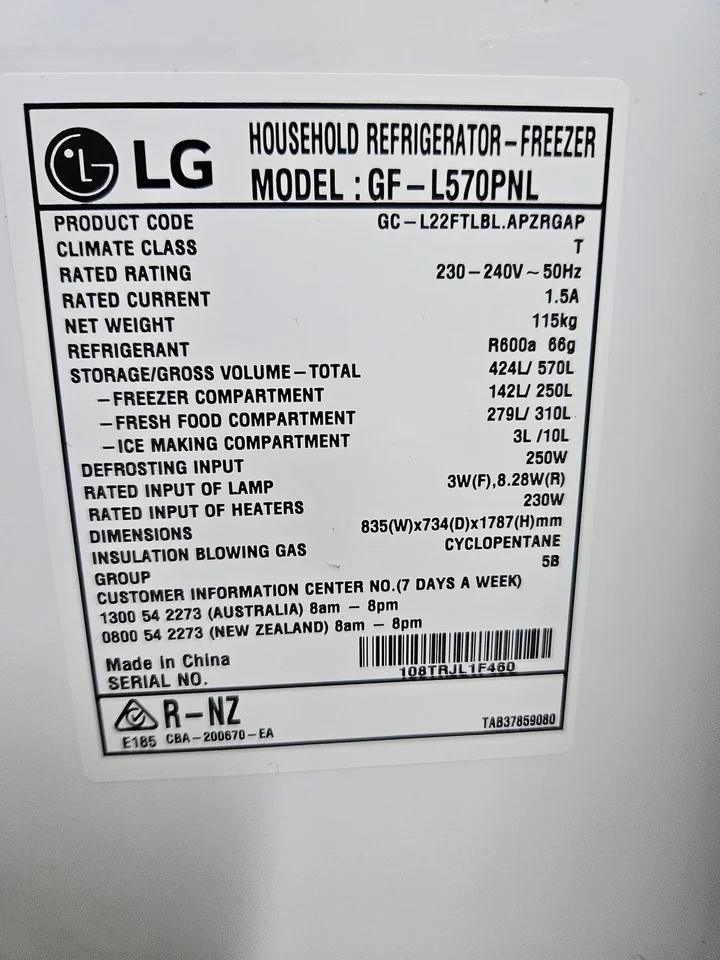 LG HOUSEHOLD REFRIGERATOR-FREEZER
MODEL : GF-L570PNL
PRODUCT CODE GC-L22FTLBL.APZRGAP
CLIMATE CLASS T
RATED RATING 230-240V~50Hz
RATED CURRENT 1.5A
NET WEIGHT 115kg
REFRIGERANT R600a 66g
STORAGE/GROSS VOLUME-TOTAL 424L/ 570L
-FREEZER COMPARTMENT 142L/ 250L
-FRESH FOOD COMPARTMENT 279L/ 310L
-ICE MAKING COMPARTMENT 3L /10L
DEFROSTING INPUT 250W
RATED INPUT OF LAMP 3W(F),8.28W(R)
RATED INPUT OF HEATERS 230W
DIMENSIONS 835(W)x734(D)x1787(H)mm
INSULATION BLOWING GAS CYCLOPENTANE
GROUP 5B
CUSTOMER INFORMATION CENTER NO.(7 DAYS A WEEK)
1300 54 2273 (AUSTRALIA) 8am - 8pm
0800 54 2273 (NEW ZEALAND) 8am - 8pm
Made in China
SERIAL NO. 108TRJL1F460
R-NZ
E185 CBA-200670-EA TAB37859080